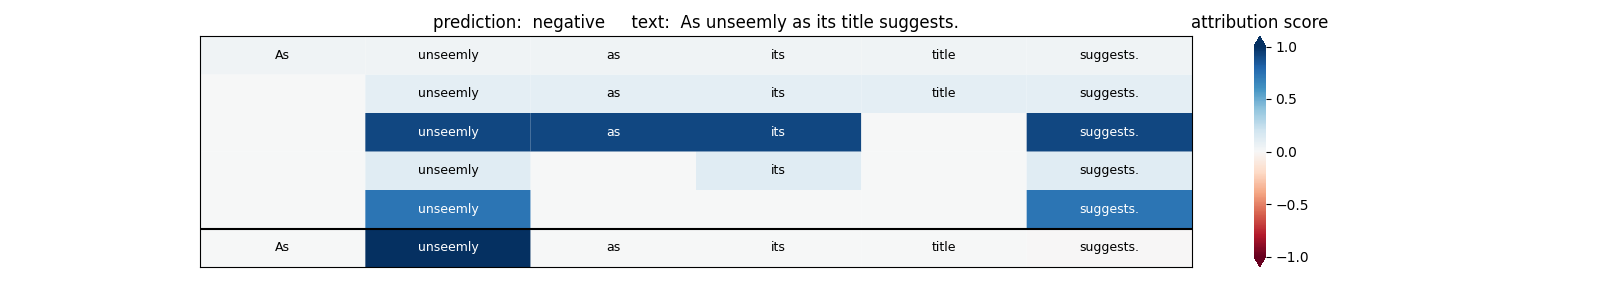 prediction:  negative     text:  As unseemly as its title suggests.
attribution score
As unseemly as its title suggests.
unseemly as its title suggests.
unseemly as its suggests.
unseemly its suggests.
unseemly suggests.
As unseemly as its title suggests.
1.0
0.5
0.0
−0.5
−1.0